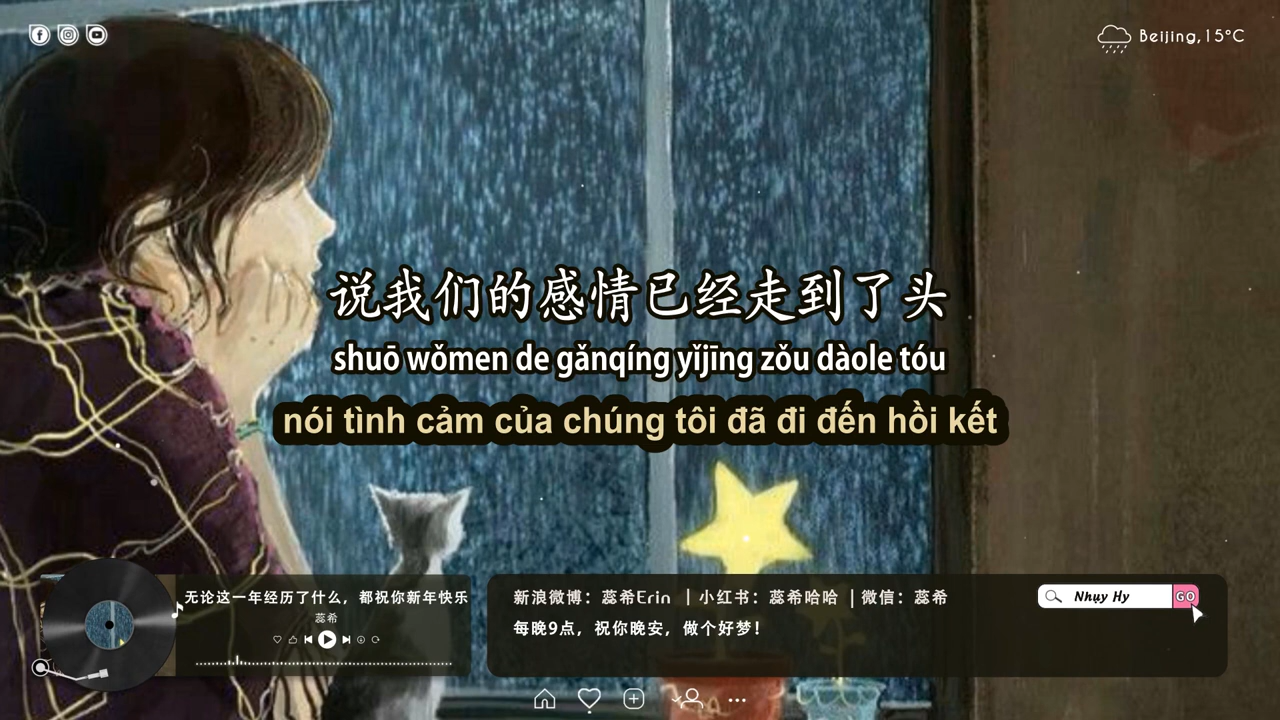 Beijing,15°C
说我们的感情已经走到了头
shuō wǒmen de gǎnqíng yǐjīng zǒu dàole tóu
nói tình cảm của chúng tôi đã đi đến hồi kết
无论这一年经历了什么，都祝你新年快乐
蕊希
新浪微博：蕊希Erin ｜小红书：蕊希哈哈 ｜微信：蕊希
每晚9点，祝你晚安，做个好梦！
Nhụy Hy
GO